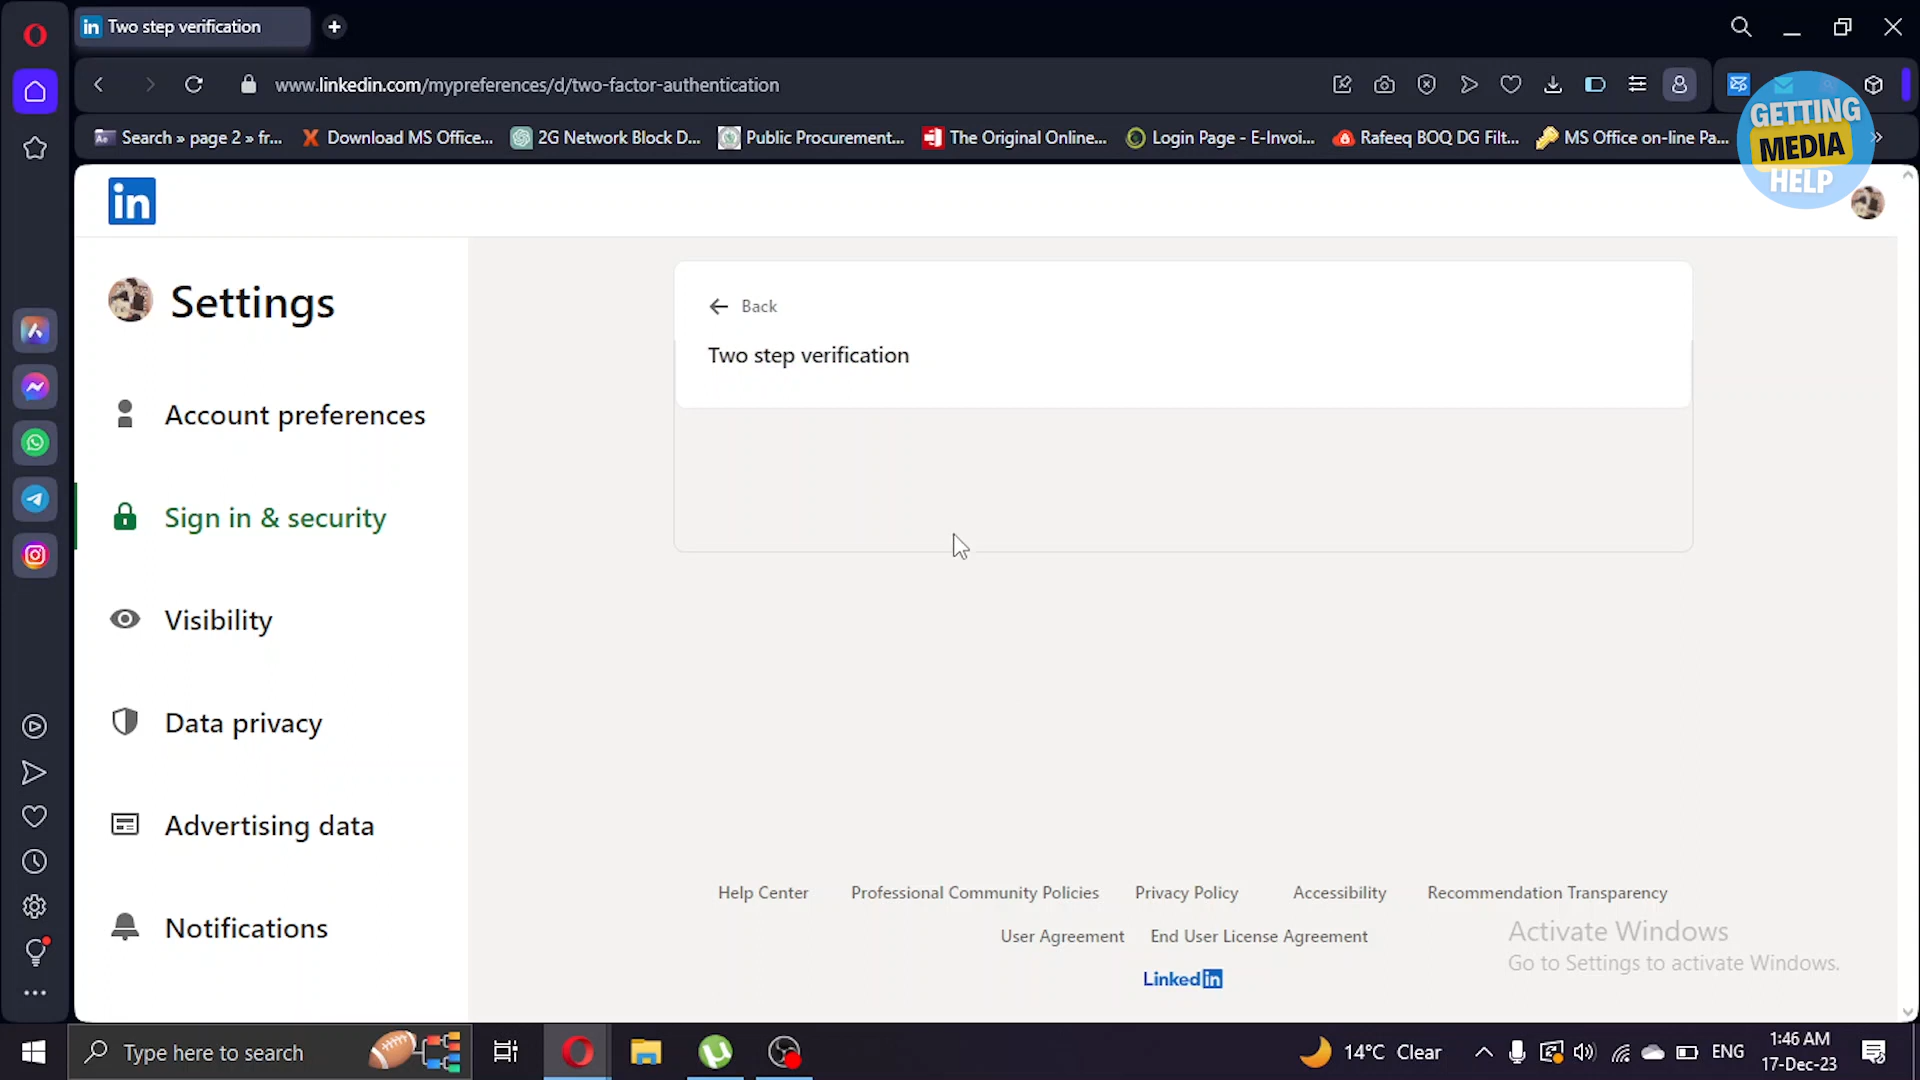 in Two step verification
www.linkedin.com/mypreferences/d/two-factor-authentication
Search » page 2 » fr...
Download MS Office...
2G Network Block D...
Public Procurement...
The Original Online...
Login Page - E-Invoi...
Rafeeq BOQ DG Filt...
MS Office on-line Pa...
GETTING
MEDIA
HELP
in
Settings
Account preferences
Sign in & security
Visibility
Data privacy
Advertising data
Notifications
Back
Two step verification
Help Center
Professional Community Policies
Privacy Policy
Accessibility
Recommendation Transparency
User Agreement
End User License Agreement
Linkedin
Activate Windows
Go to Settings to activate Windows.
Type here to search
14°C Clear
ENG
1:46 AM
17-Dec-23